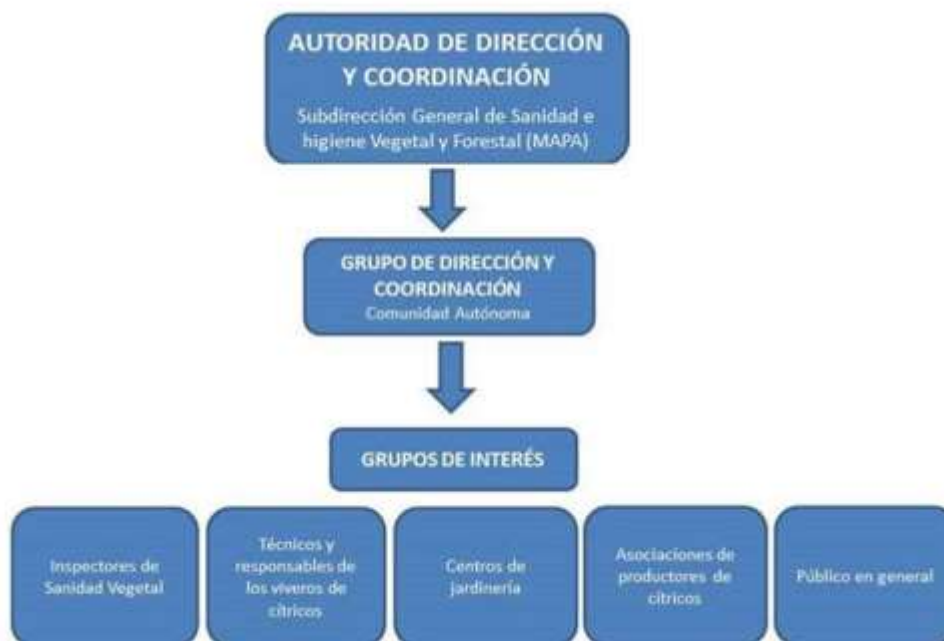 AUTORIDAD DE DIRECCIÓN
Y COORDINACIÓN
Subdirección General de Sanidad e
higiene Vegetal y Forestal (MAPA)
GRUPO DE DIRECCIÓN Y
COORDINACIÓN
Comunidad Autónoma
GRUPOS DE INTERÉS
Inspectores de
Sanidad Vegetal
Técnicos y
responsables de
los viveros de
cítricos
Centros de
jardinería
Asociaciones de
productores de
cítricos
Público en general